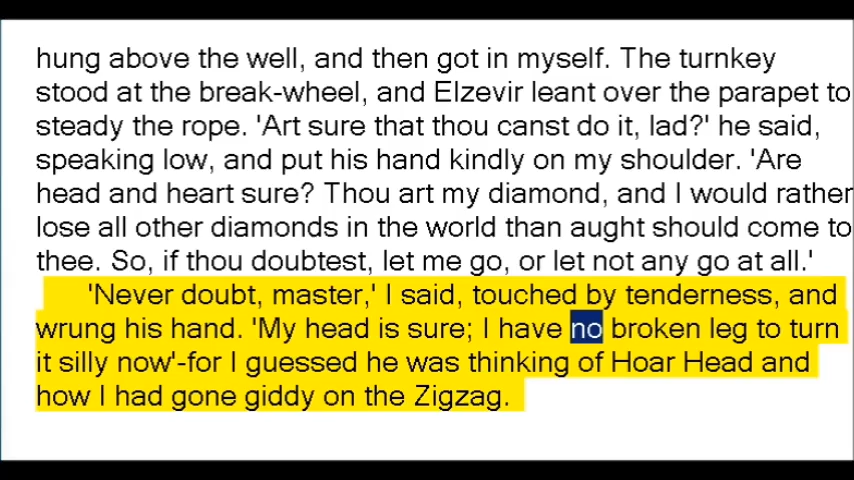 hung above the well, and then got in myself. The turnkey
stood at the break-wheel, and Elzevir leant over the parapet to
steady the rope. 'Art sure that thou canst do it, lad?' he said,
speaking low, and put his hand kindly on my shoulder. 'Are
head and heart sure? Thou art my diamond, and I would rather
lose all other diamonds in the world than aught should come to
thee. So, if thou doubtest, let me go, or let not any go at all.'
'Never doubt, master,' I said, touched by tenderness, and
wrung his hand. 'My head is sure; I have no broken leg to turn
it silly now'-for I guessed he was thinking of Hoar Head and
how I had gone giddy on the Zigzag.